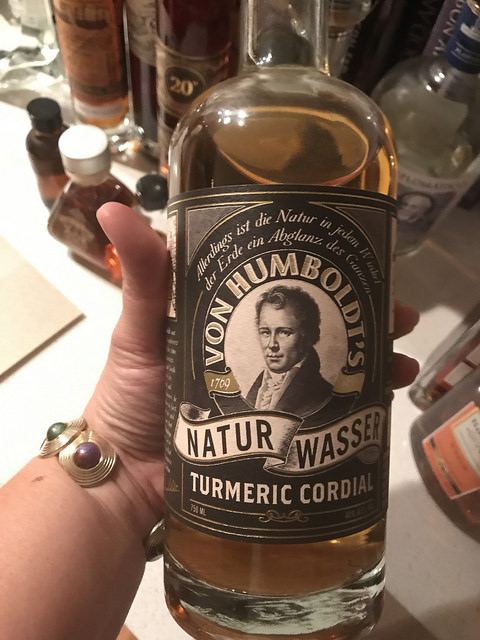 20
Allerdings ist die Natur in jedem Winkel
der Erde ein Abglanz des Ganzen
VON HUMBOLDT'S
1769
NATUR WASSER
TURMERIC CORDIAL
750 ML